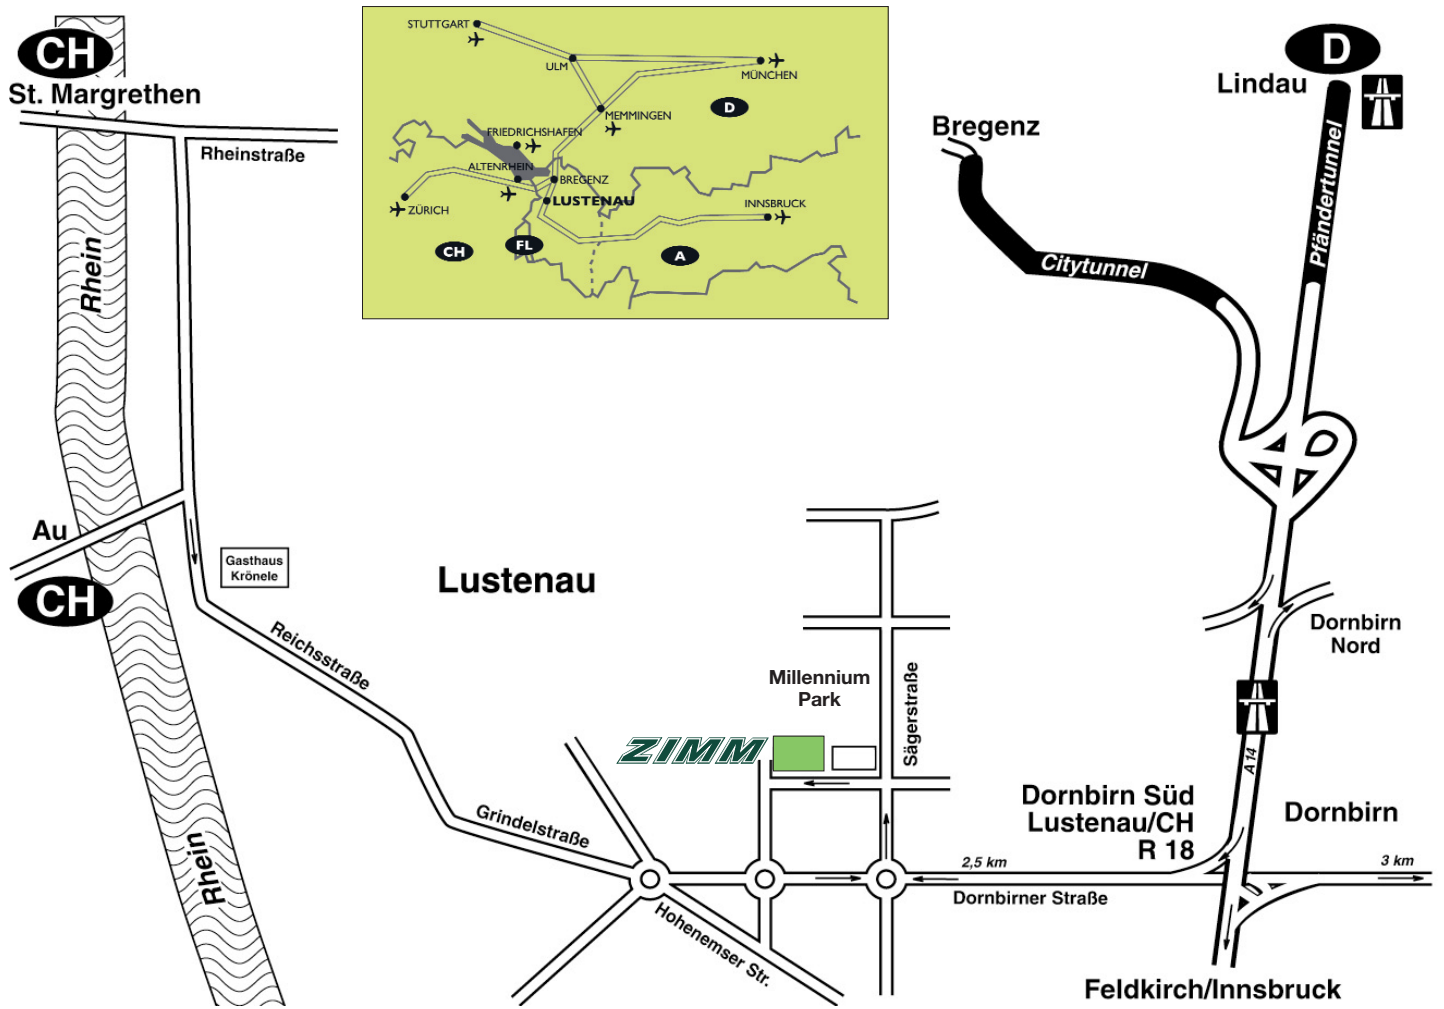 CH
St. Margrethen
Rheinstraße
Rhein
Au
CH
Gasthaus
Krönele
Reichsstraße
Grindelstraße
Rhein
STUTTGART
ULM
MÜNCHEN
D
MEMMINGEN
FRIEDRICHSHAFEN
ALTENRHEIN
BREGENZ
LUSTENAU
ZÜRICH
INNSBRUCK
CH
FL
A
Lustenau
Millennium
Park
ZIMM
Sägerstraße
Hohenemser Str.
D
Lindau
Bregenz
Pfändertunnel
Citytunnel
Dornbirn
Nord
A 14
Dornbirn Süd
Lustenau/CH
R 18
Dornbirn
2,5 km
3 km
Dornbirner Straße
Feldkirch/Innsbruck